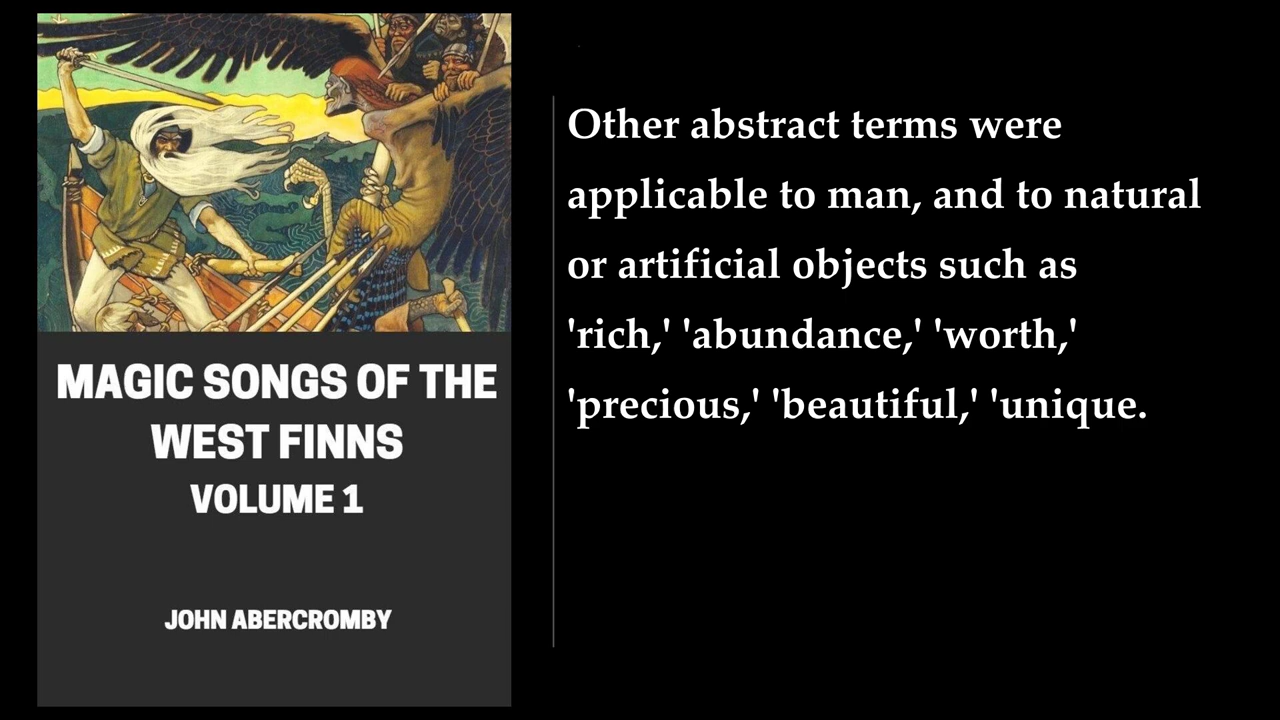 MAGIC SONGS OF THE
WEST FINNS
VOLUME 1
JOHN ABERCROMBY
Other abstract terms were
applicable to man, and to natural
or artificial objects such as
'rich,' 'abundance,' 'worth,'
'precious,' 'beautiful,' 'unique.